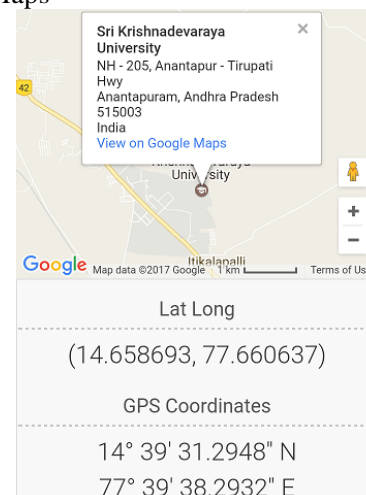 Sri Krishnadevaraya
University
NH - 205, Anantapur - Tirupati
Hwy
Anantapuram, Andhra Pradesh
515003
India
View on Google Maps
42
University
Itikalapalli
Google Map data ©2017 Google 1 km Terms of Us
Lat Long
(14.658693, 77.660637)
GPS Coordinates
14° 39' 31.2948" N
77° 39' 38.2932" E